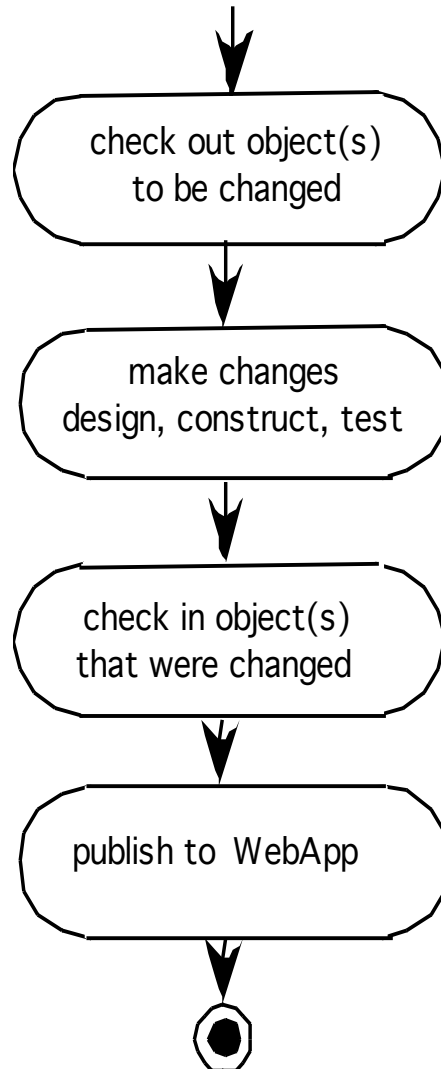 check out object(s)
to be changed
make changes
design, construct, test
check in object(s)
that were changed
publish to WebApp